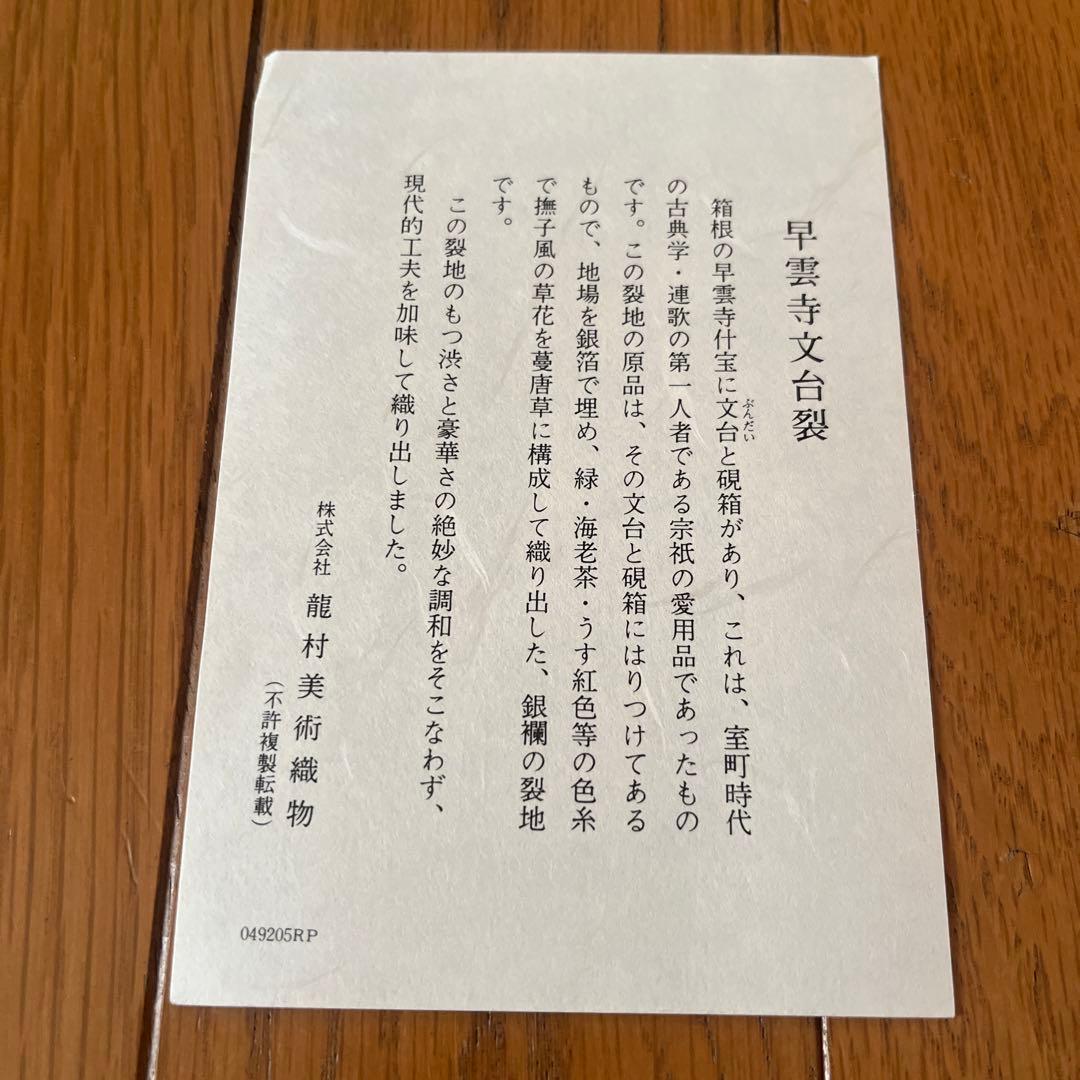 早雲寺文台裂
箱根の早雲寺什宝に文台と硯箱があり、これは、室町時代
ぶんだい
の古典学・連歌の第一人者である宗祇の愛用品であったもの
です。この裂地の原品は、その文台と硯箱にはりつけてある
もので、地場を銀箔で埋め、緑・海老茶・うす紅色等の色糸
で撫子風の草花を蔓唐草に構成して織り出した、銀襴の裂地
です。
この裂地のもつ渋さと豪華さの絶妙な調和をそこなわず、
現代的工夫を加味して織り出しました。
株式会社 龍村美術織物
(不許複製転載)
049205RP